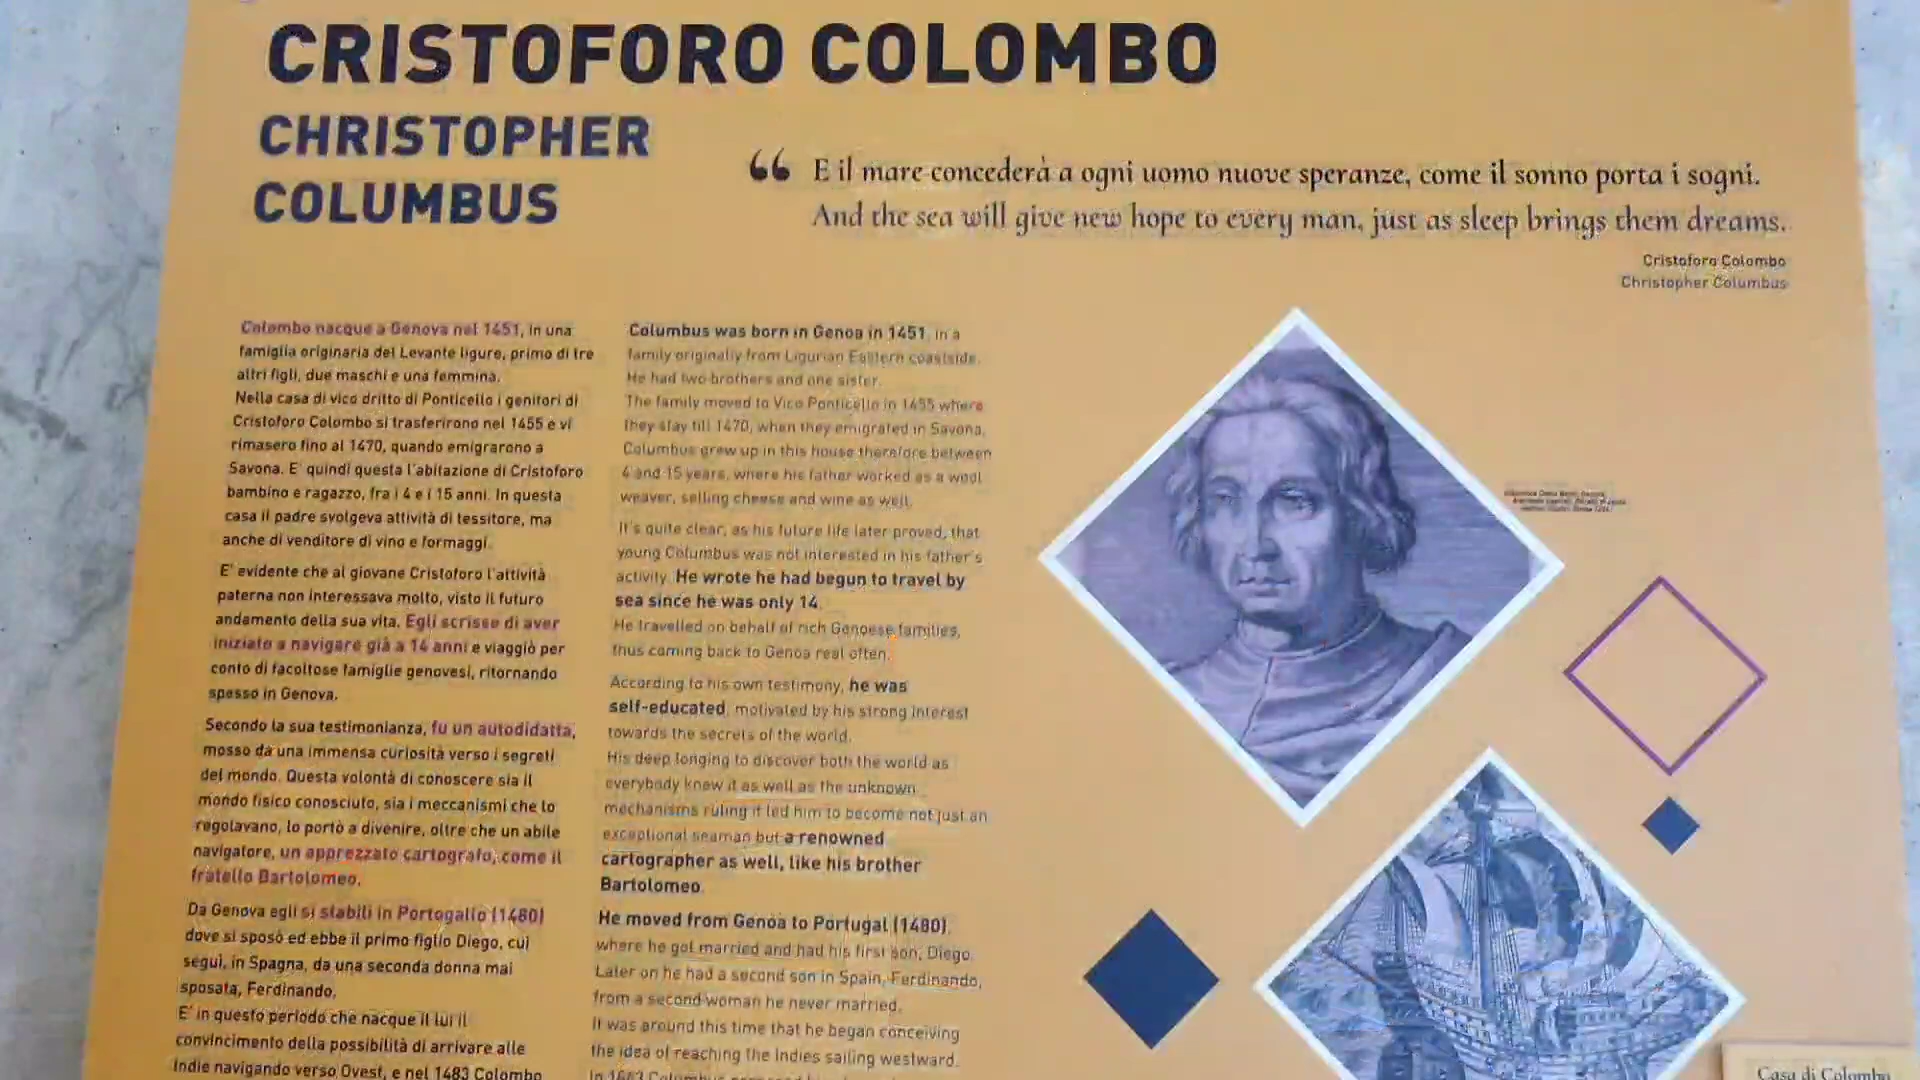 CRISTOFORO COLOMBO
CHRISTOPHER
COLUMBUS
“ E il mare concederà a ogni uomo nuove speranze, come il sonno porta i sogni.
And the sea will give new hope to every man, just as sleep brings them dreams.
Cristoforo Colombo
Christopher Columbus
Colombo nacque a Genova nel 1451, in una
famiglia originaria del Levante ligure, primo di tre
altri figli, due maschi e una femmina.
Nella casa di vico dritto di Ponticello i genitori di
Cristoforo Colombo si trasferirono nel 1455 e vi
rimasero fino al 1470, quando emigrarono a
Savona. E' quindi questa l'abitazione di Cristoforo
bambino e ragazzo, fra i 4 e i 15 anni. In questa
casa il padre svolgeva attività di tessitore, ma
anche di venditore di vino e formaggi.
E' evidente che al giovane Cristoforo l'attività
paterna non interessava molto, visto il futuro
andamento della sua vita. Egli scrisse di aver
iniziato a navigare già a 14 anni e viaggiò per
conto di facoltose famiglie genovesi, ritornando
spesso in Genova.
Secondo la sua testimonianza, fu un autodidatta,
mosso da una immensa curiosità verso i segreti
del mondo. Questa volontà di conoscere sia il
mondo fisico conosciuto, sia i meccanismi che lo
regolavano, lo portò a divenire, oltre che un abile
navigatore, un apprezzato cartografo, come il
fratello Bartolomeo.
Da Genova egli si stabilì in Portogallo (1480)
dove si sposò ed ebbe il primo figlio Diego, cui
seguì, in Spagna, da una seconda donna mai
sposata, Ferdinando.
E' in questo periodo che nacque il lui il
convincimento della possibilità di arrivare alle
Indie navigando verso Ovest, e nel 1483 Colombo
Columbus was born in Genoa in 1451, in a
family originally from Ligurian Eastern coastside.
He had two brothers and one sister.
The family moved to Vico Ponticello in 1455 where
they stay till 1470, when they emigrated in Savona.
Columbus grew up in this house therefore between
4 and 15 years, where his father worked as a wool
weaver, selling cheese and wine as well.
It's quite clear, as his future life later proved, that
young Columbus was not interested in his father's
activity. He wrote he had begun to travel by
sea since he was only 14.
He travelled on behalf of rich Genoese families,
thus coming back to Genoa real often.
According to his own testimony, he was
self-educated, motivated by his strong interest
towards the secrets of the world.
His deep longing to discover both the world as
everybody knew it as well as the unknown
mechanisms ruling it led him to become not just an
exceptional seaman but a renowned
cartographer as well, like his brother
Bartolomeo.
He moved from Genoa to Portugal (1480),
where he got married and had his first son, Diego.
Later on he had a second son in Spain, Ferdinando,
from a second woman he never married.
It was around this time that he began conceiving
the idea of reaching the Indies sailing westward.
Casa di Colombo